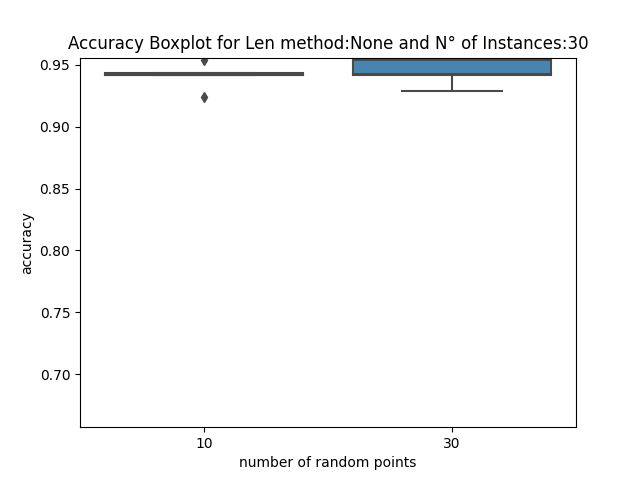 Accuracy Boxplot for Len method:None and N° of Instances:30
0.95
0.90
0.85
0.80
0.75
0.70
accuracy
10 30
number of random points